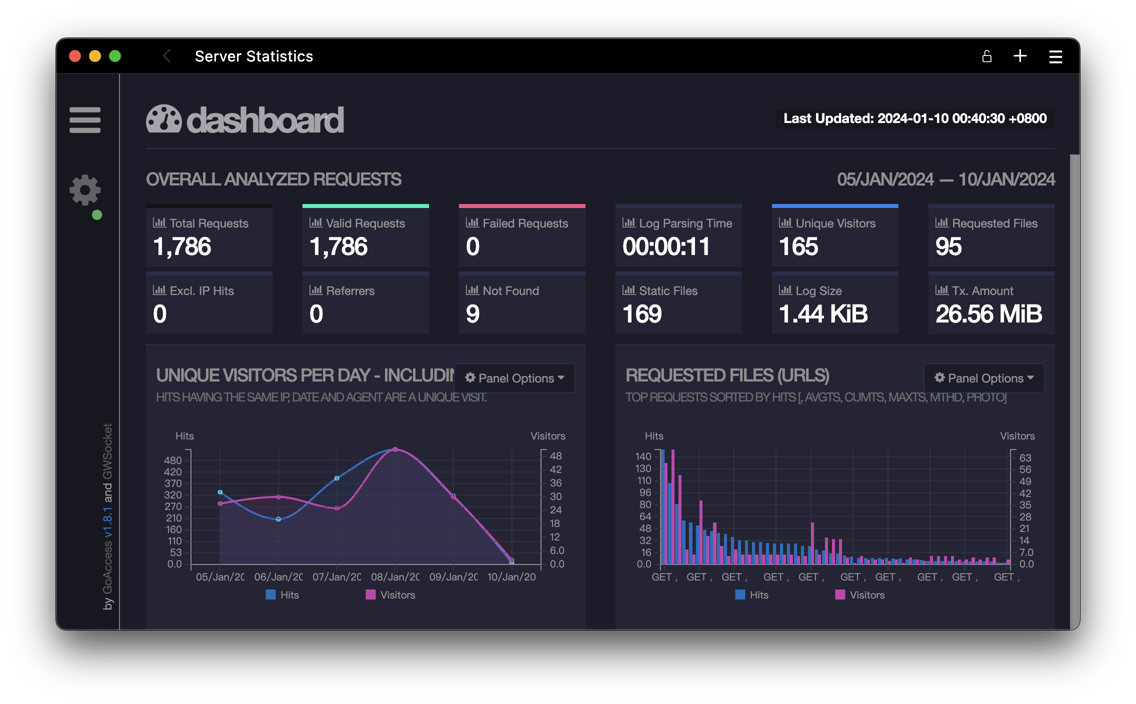 Server Statistics
dashboard
Last Updated: 2024-01-10 00:40:30 +0800
OVERALL ANALYZED REQUESTS
05/JAN/2024 — 10/JAN/2024
Total Requests
1,786
Valid Requests
1,786
Failed Requests
0
Log Parsing Time
00:00:11
Unique Visitors
165
Requested Files
95
Excl. IP Hits
0
Referrers
0
Not Found
9
Static Files
169
Log Size
1.44 KiB
Tx. Amount
26.56 MiB
UNIQUE VISITORS PER DAY - INCLUDIN
Panel Options
HITS HAVING THE SAME IP, DATE AND AGENT ARE A UNIQUE VISIT.
Hits
Visitors
480
420
370
320
270
210
160
110
53
0.0
48
42
36
30
24
18
12
6.0
0.0
05/Jan/20 06/Jan/20 07/Jan/20 08/Jan/20 09/Jan/20 10/Jan/20
Hits
Visitors
REQUESTED FILES (URLS)
Panel Options
TOP REQUESTS SORTED BY HITS [, AVGTS, CUMTS, MAXTS, MTHD, PROTO]
Hits
Visitors
140
130
110
96
80
64
48
32
16
0.0
63
56
49
42
35
28
21
14
7.0
0.0
GET , GET , GET , GET , GET , GET , GET , GET , GET , GET ,
Hits
Visitors
by GoAccess v1.8.1 and GWSocket